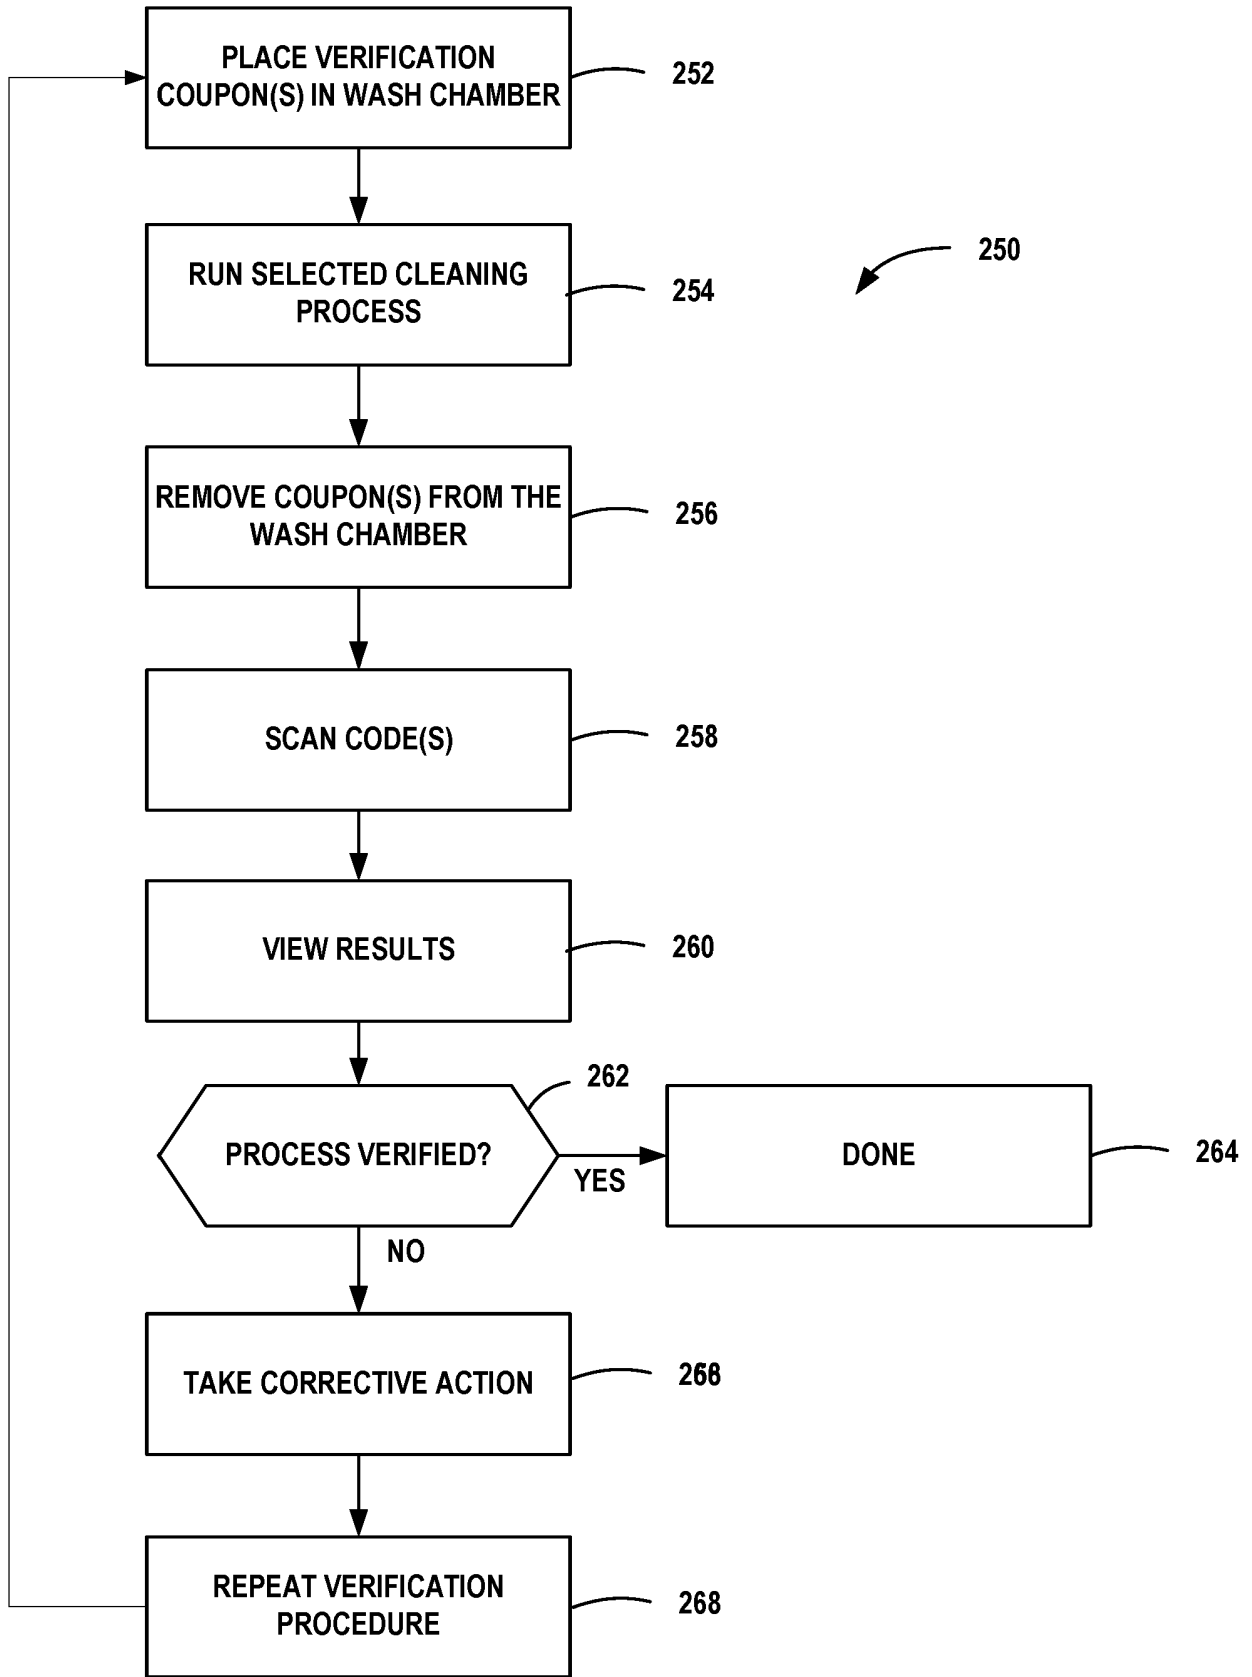 PLACE VERIFICATION
COUPON(S) IN WASH CHAMBER
252
RUN SELECTED CLEANING
PROCESS
254
250
REMOVE COUPON(S) FROM THE
WASH CHAMBER
256
SCAN CODE(S)
258
VIEW RESULTS
260
262
PROCESS VERIFIED?
YES
DONE
264
NO
TAKE CORRECTIVE ACTION
REPEAT VERIFICATION
PROCEDURE
268